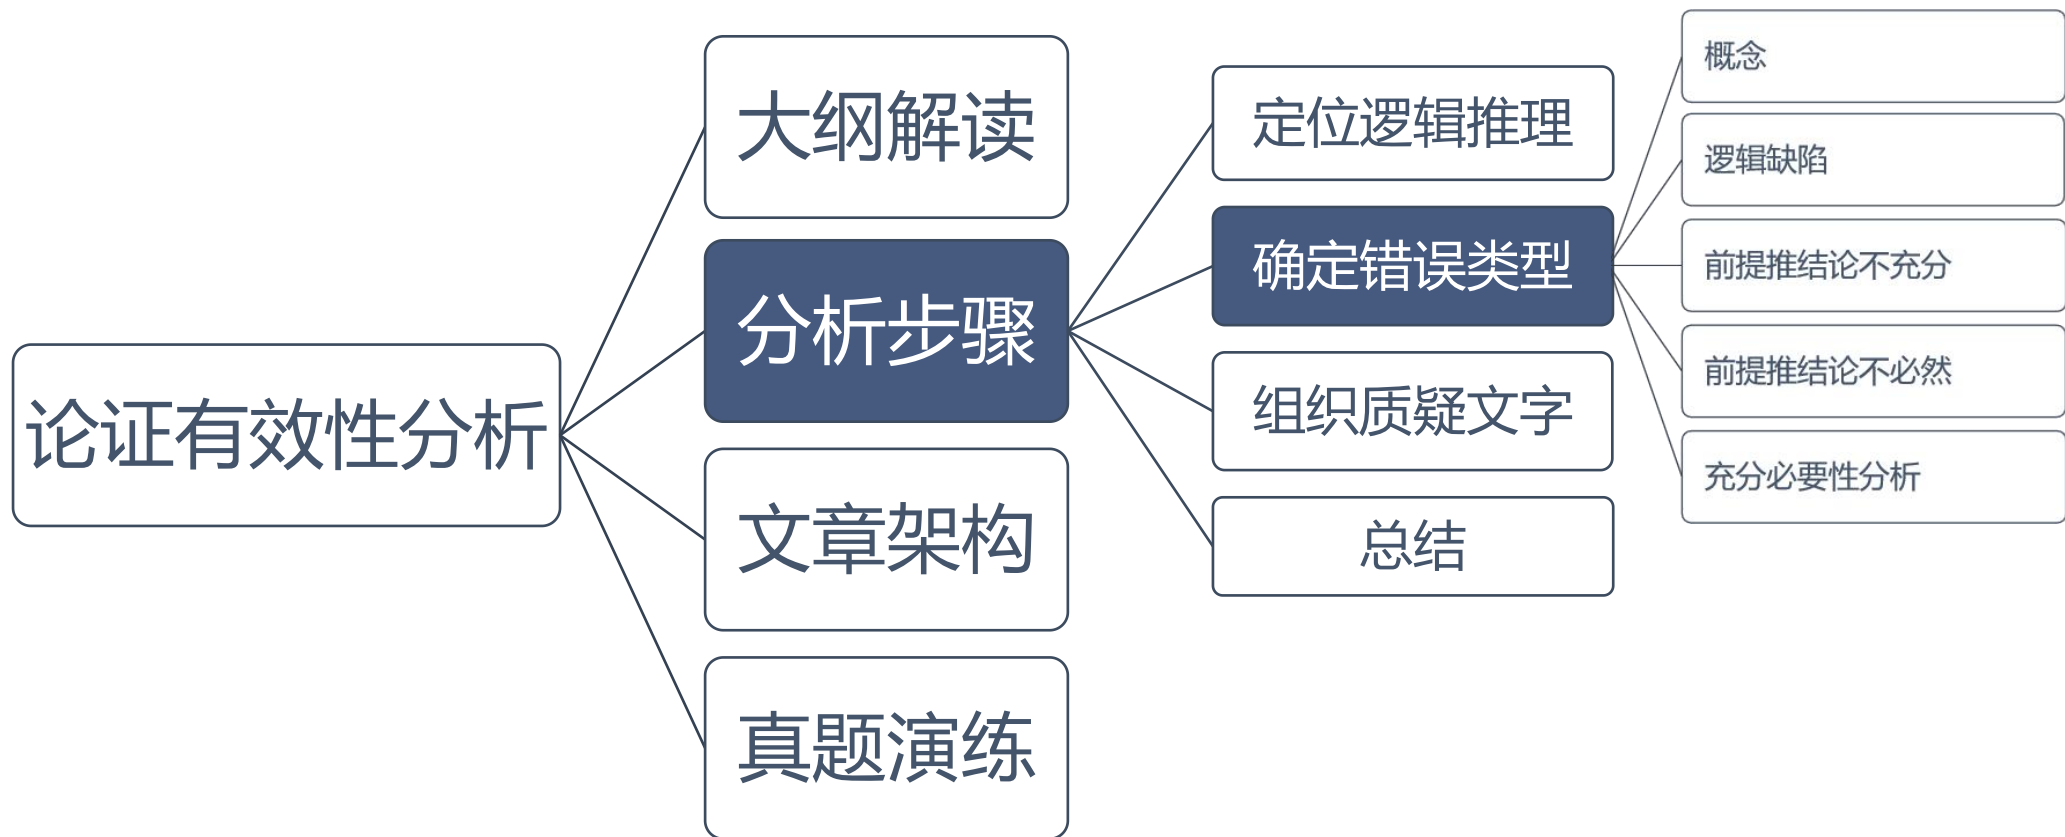 论证有效性分析
大纲解读
分析步骤
文章架构
真题演练
定位逻辑推理
确定错误类型
组织质疑文字
总结
概念
逻辑缺陷
前提推结论不充分
前提推结论不必然
充分必要性分析